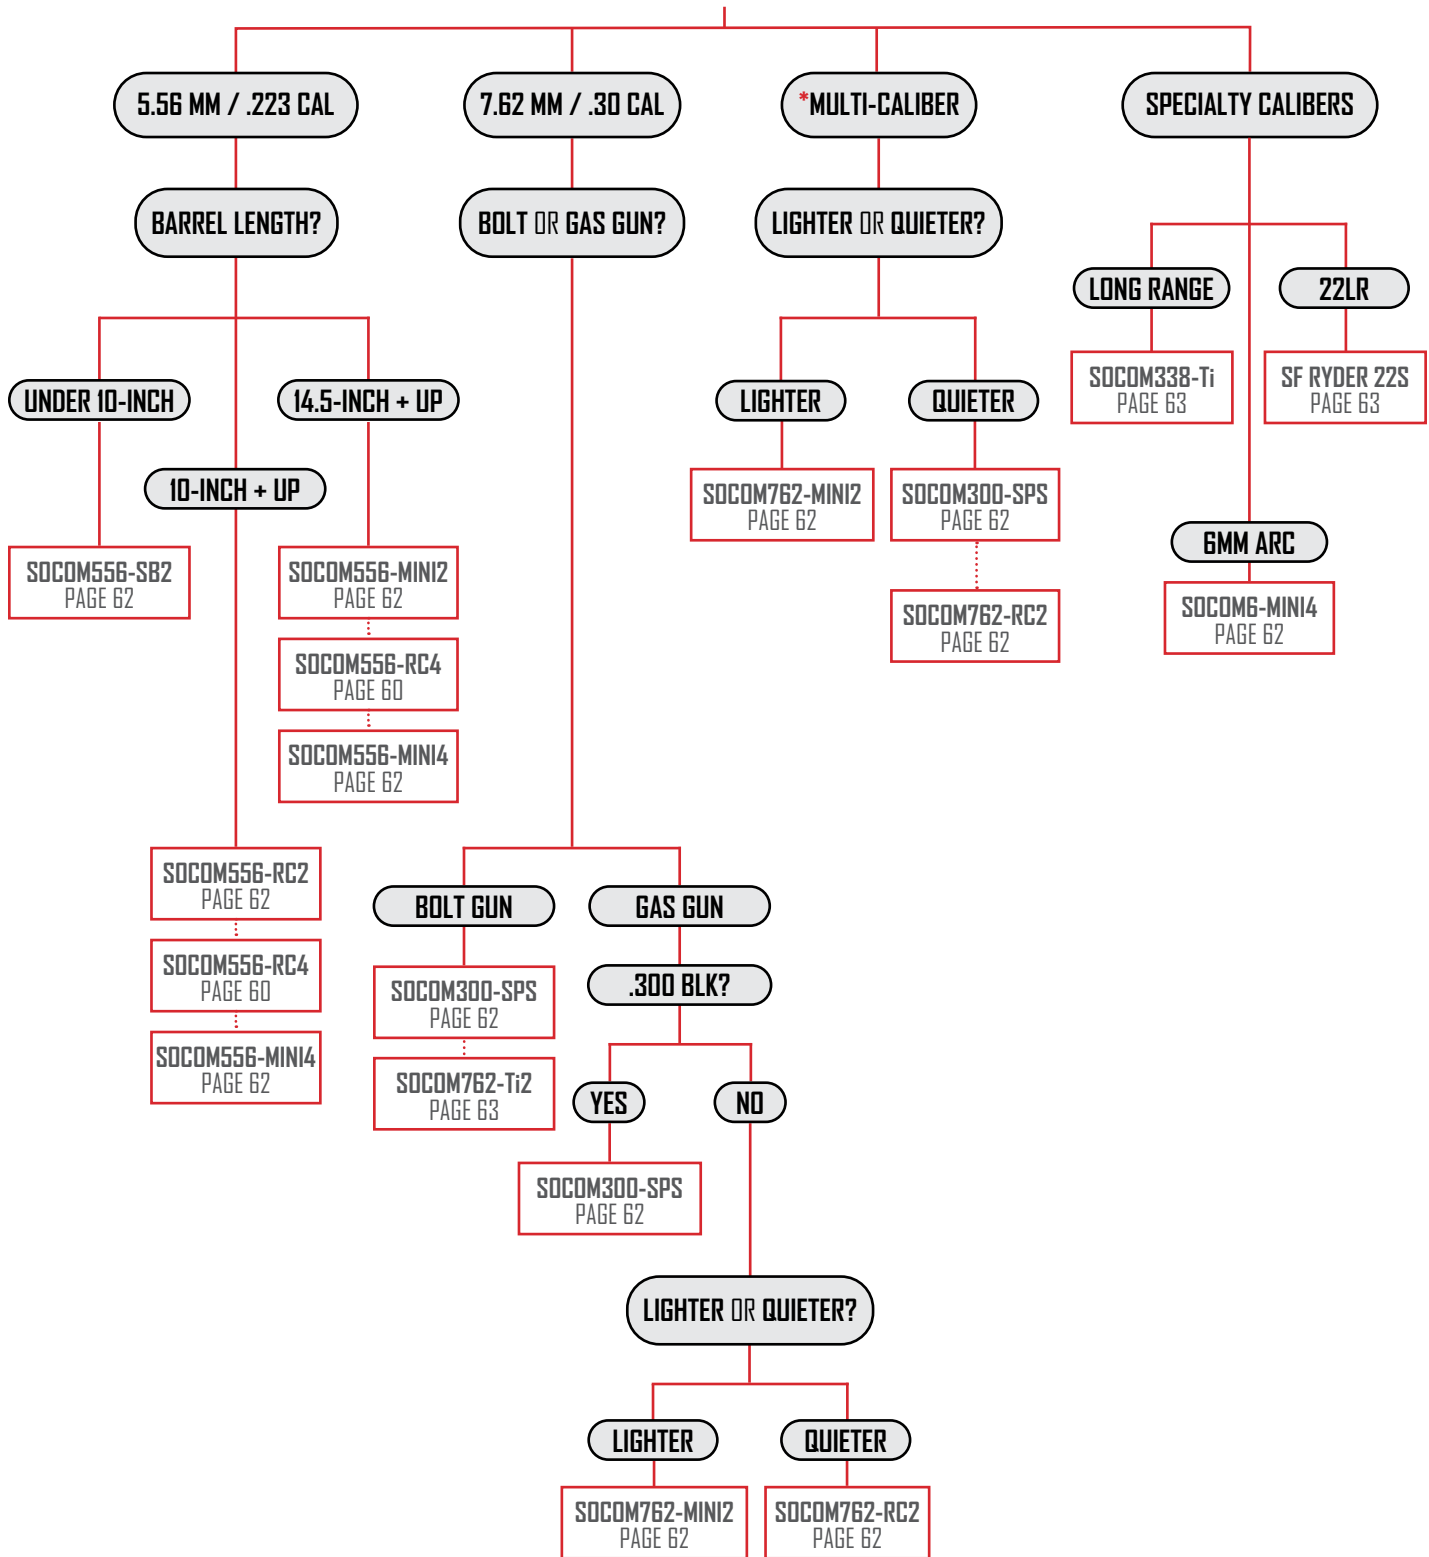 5.56 MM / .223 CAL
7.62 MM / .30 CAL
*MULTI-CALIBER
SPECIALTY CALIBERS
BARREL LENGTH?
BOLT OR GAS GUN?
LIGHTER OR QUIETER?
LONG RANGE
22LR
SOCOM338-Ti
PAGE 63
SF RYDER 22S
PAGE 63
UNDER 10-INCH
14.5-INCH + UP
LIGHTER
QUIETER
10-INCH + UP
SOCOM762-MINI2
PAGE 62
SOCOM300-SPS
PAGE 62
6MM ARC
SOCOM556-SB2
PAGE 62
SOCOM556-MINI2
PAGE 62
SOCOM762-RC2
PAGE 62
SOCOM6-MINI4
PAGE 62
SOCOM556-RC4
PAGE 60
SOCOM556-MINI4
PAGE 62
SOCOM556-RC2
PAGE 62
BOLT GUN
GAS GUN
SOCOM556-RC4
PAGE 60
SOCOM300-SPS
PAGE 62
.300 BLK?
SOCOM556-MINI4
PAGE 62
SOCOM762-Ti2
PAGE 63
YES
NO
SOCOM300-SPS
PAGE 62
LIGHTER OR QUIETER?
LIGHTER
QUIETER
SOCOM762-MINI2
PAGE 62
SOCOM762-RC2
PAGE 62